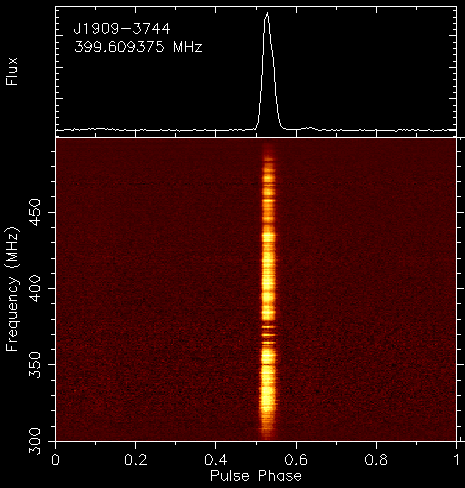 J1909-3744
399.609375 MHz
Flux
Frequency (MHz)
450
400
350
300
0 0.2 0.4 0.6 0.8 1
Pulse Phase